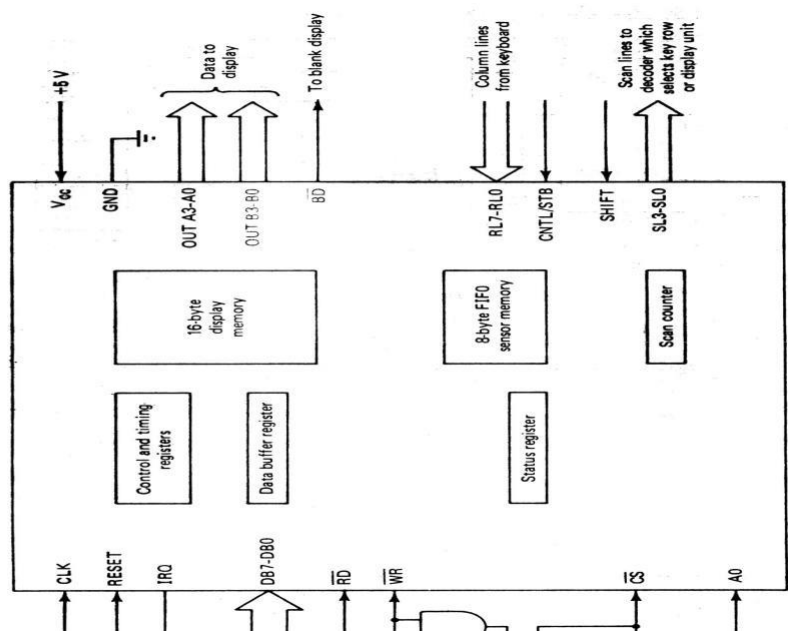 +5 V
Data to
display
To blank display
Column lines
from keyboard
Scan lines to
decoder which
selects key row
or display unit
VCC
GND
OUT A3-A0
OUT B3-B0
BD
RL7-RL0
CNTL/STB
SHIFT
SL3-SL0
16-byte
display
memory
8-byte FIFO
sensor memory
Scan counter
Control and timing
registers
Data buffer register
Status register
CLK
RESET
IRQ
DB7-DB0
RD
WR
CS
A0